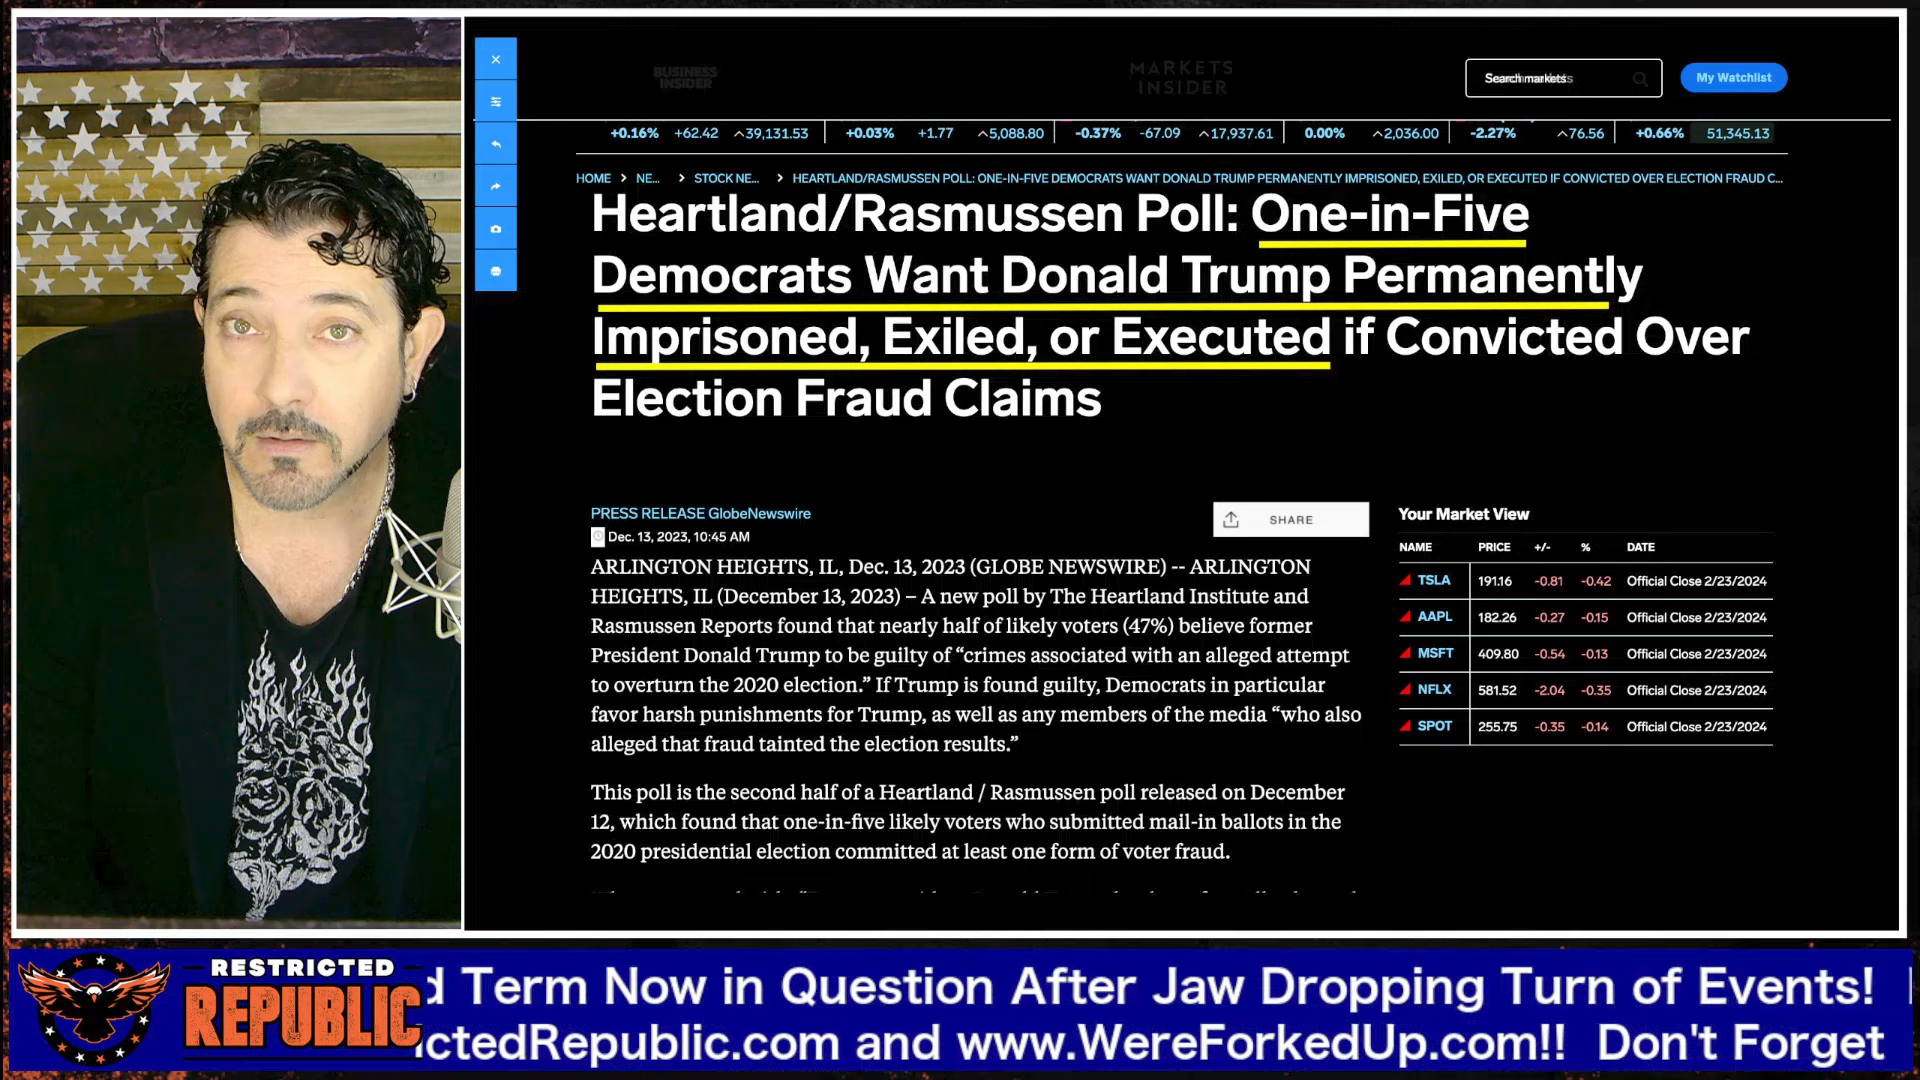 BUSINESS
INSIDER
MARKETS
INSIDER
My Watchlist
+0.16% +62.42 39,131.53 +0.03% +1.77 5,088.80 -0.37% -67.09 17,937.61 0.00% 2,036.00 -2.27% 76.56 +0.66% 51,345.13
HOME > NE... > STOCK NE... > HEARTLAND/RASMUSSEN POLL: ONE-IN-FIVE DEMOCRATS WANT DONALD TRUMP PERMANENTLY IMPRISONED, EXILED, OR EXECUTED IF CONVICTED OVER ELECTION FRAUD C...
Heartland/Rasmussen Poll: One-in-Five
Democrats Want Donald Trump Permanently
Imprisoned, Exiled, or Executed if Convicted Over
Election Fraud Claims
PRESS RELEASE GlobeNewswire
Dec. 13, 2023, 10:45 AM
SHARE
ARLINGTON HEIGHTS, IL, Dec. 13, 2023 (GLOBE NEWSWIRE) -- ARLINGTON
HEIGHTS, IL (December 13, 2023) – A new poll by The Heartland Institute and
Rasmussen Reports found that nearly half of likely voters (47%) believe former
President Donald Trump to be guilty of “crimes associated with an alleged attempt
to overturn the 2020 election.” If Trump is found guilty, Democrats in particular
favor harsh punishments for Trump, as well as any members of the media “who also
alleged that fraud tainted the election results.”
This poll is the second half of a Heartland / Rasmussen poll released on December
12, which found that one-in-five likely voters who submitted mail-in ballots in the
2020 presidential election committed at least one form of voter fraud.
Your Market View
NAME PRICE +/- % DATE
TSLA 191.16 -0.81 -0.42 Official Close 2/23/2024
AAPL 182.26 -0.27 -0.15 Official Close 2/23/2024
MSFT 409.80 -0.54 -0.13 Official Close 2/23/2024
NFLX 581.52 -2.04 -0.35 Official Close 2/23/2024
SPOT 255.75 -0.35 -0.14 Official Close 2/23/2024
RESTRICTED
REPUBLIC
d Term Now in Question After Jaw Dropping Turn of Events!
ictedRepublic.com and www.WereForkedUp.com!! Don't Forget